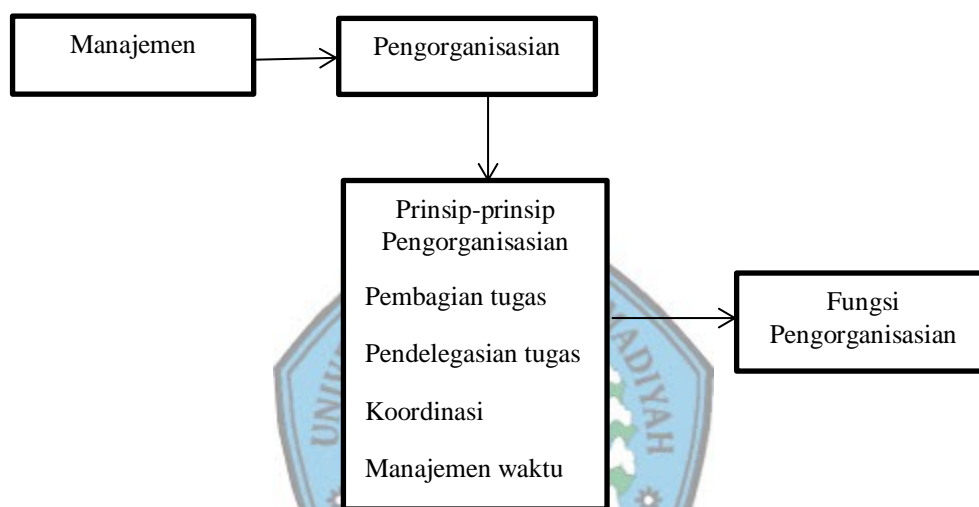 Manajemen
Pengorganisasian
Prinsip-prinsip
Pengorganisasian
Pembagian tugas
Pendelegasian tugas
Koordinasi
Manajemen waktu
Fungsi
Pengorganisasian